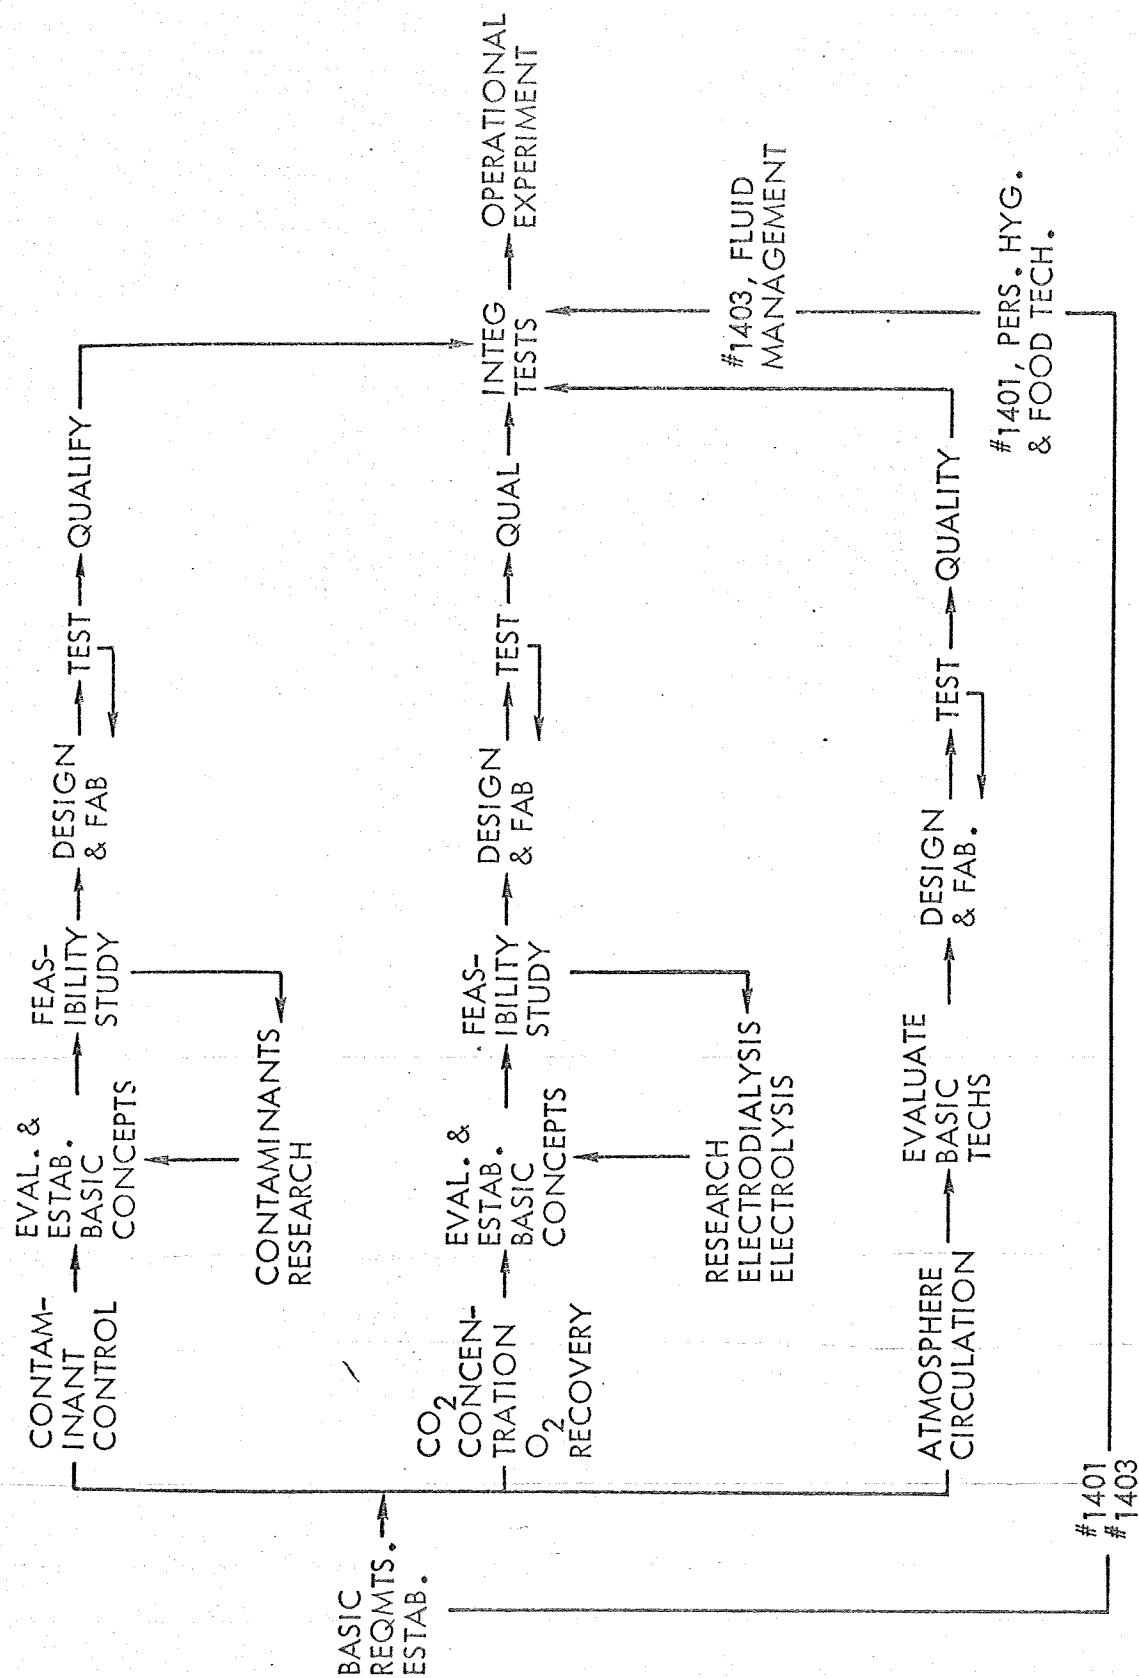 BASIC
REQMTS.
ESTAB.
CONTAM-
INANT
CONTROL
EVAL. &
ESTAB.
BASIC
CONCEPTS
FEAS-
IBILITY
STUDY
DESIGN
& FAB
TEST
QUALIFY
CONTAMINANTS
RESEARCH
CO2
CONCEN-
TRATION
O2
RECOVERY
EVAL. &
ESTAB.
BASIC
CONCEPTS
FEAS-
IBILITY
STUDY
DESIGN
& FAB
TEST
QUAL
INTEG
TESTS
OPERATIONAL
EXPERIMENT
RESEARCH
ELECTRODIALYSIS
ELECTROLYSIS
#1403, FLUID
MANAGEMENT
ATMOSPHERE
CIRCULATION
EVALUATE
BASIC
TECHS
DESIGN
& FAB.
TEST
QUALITY
#1401, PERS. HYG.
& FOOD TECH.
#1401
#1403